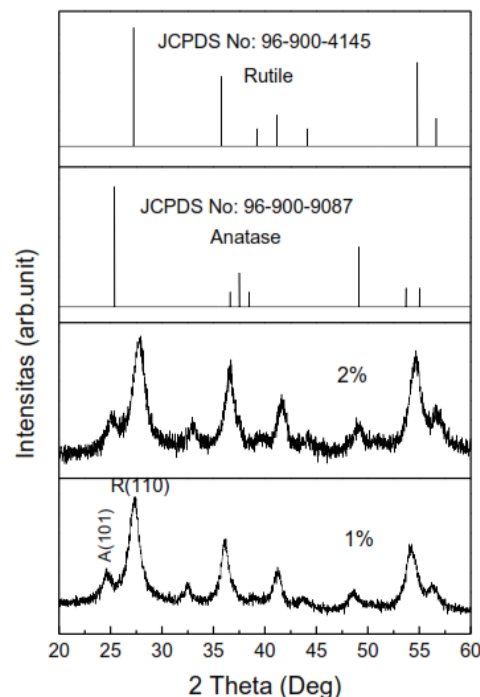 JCPDS No: 96-900-4145
Rutile
JCPDS No: 96-900-9087
Anatase
Intensitas (arb.unit)
2%
R(110)
A(101)
1%
20 25 30 35 40 45 50 55 60
2 Theta (Deg)